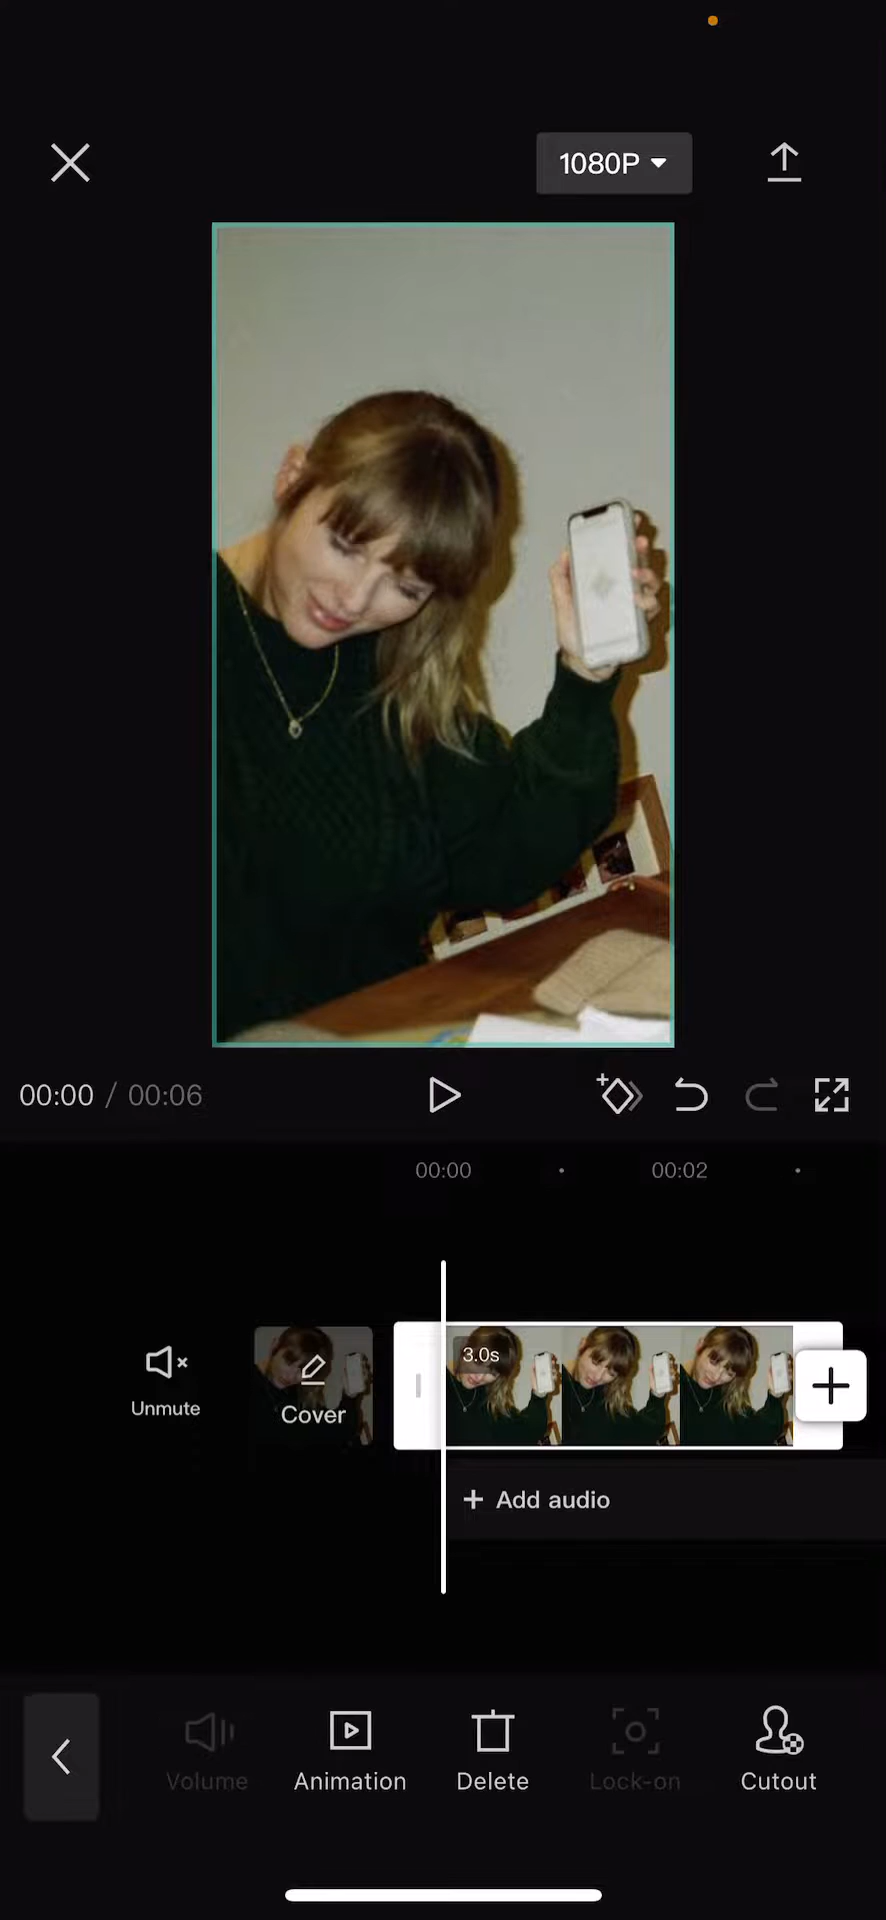 1080P
00:00 / 00:06
00:00
00:02
3.0s
Unmute
Cover
+ Add audio
Volume
Animation
Delete
Lock-on
Cutout